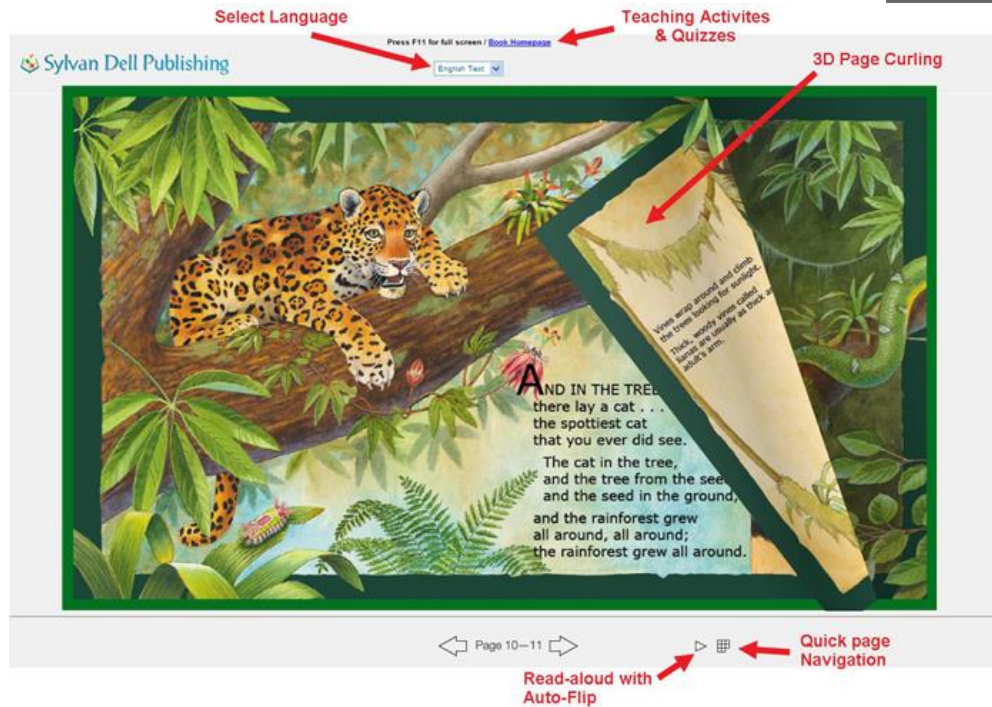 Select Language
Teaching Activites
& Quizzes
Press F11 for full screen / Book Homepage
Sylvan Dell Publishing
English Text
3D Page Curling
Vines wrap around and climb
the trees looking for sunlight.
Thick, woody vines called
lianas are usually as thick
adult's arm.
AND IN THE TREE
there lay a cat . . .
the spottiest cat
that you ever did see.
The cat in the tree,
and the tree from the see
and the seed in the ground,
and the rainforest grew
all around, all around;
the rainforest grew all around.
Page 10—11
Quick page
Navigation
Read-aloud with
Auto-Flip